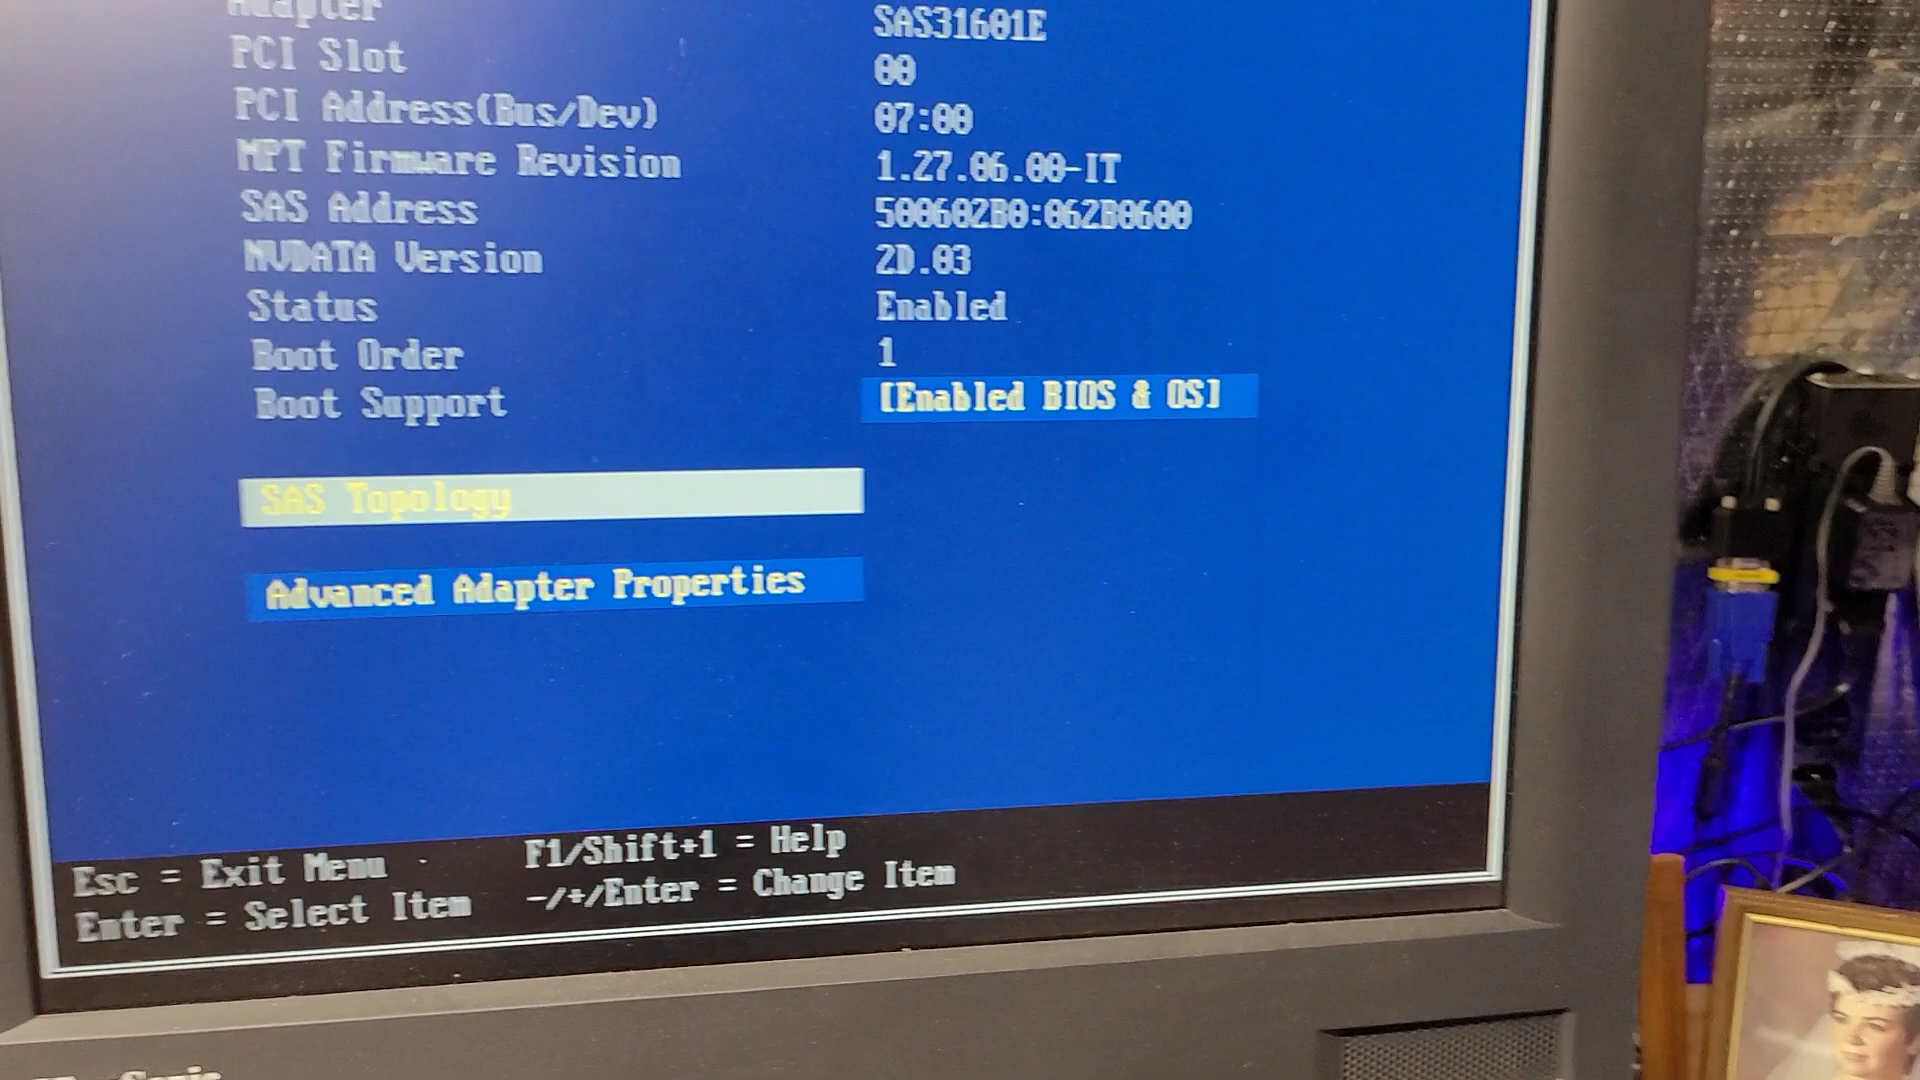 Adapter SAS31601E
PCI Slot 00
PCI Address(Bus/Dev) 07:00
MPT Firmware Revision 1.27.06.00-IT
SAS Address 500602B0:062B0600
NVDATA Version 2D.03
Status Enabled
Boot Order 1
Boot Support [Enabled BIOS & OS]
SAS Topology
Advanced Adapter Properties
Esc = Exit Menu F1/Shift+1 = Help
Enter = Select Item -/+/Enter = Change Item